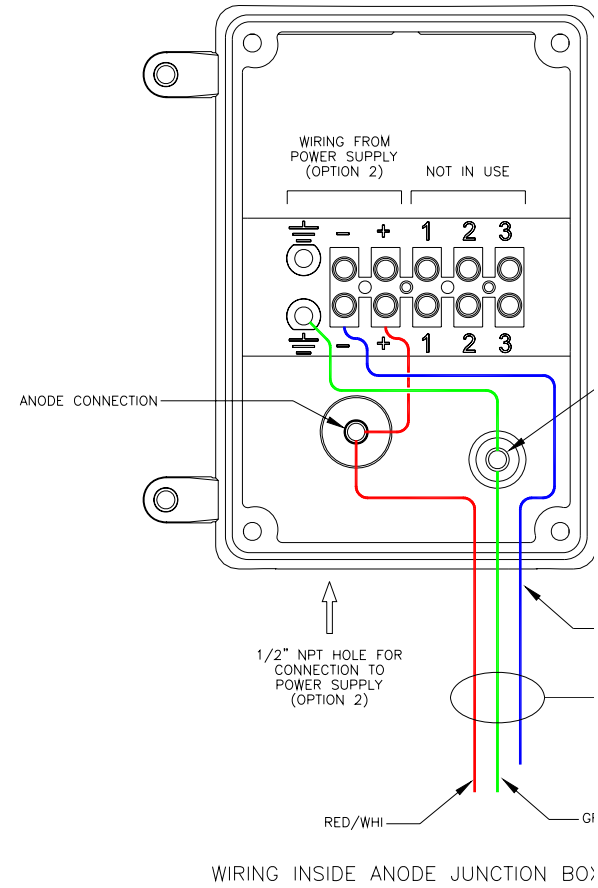 WIRING FROM
POWER SUPPLY
(OPTION 2)
NOT IN USE
- + 1 2 3
- + 1 2 3
ANODE CONNECTION
1/2" NPT HOLE FOR
CONNECTION TO
POWER SUPPLY
(OPTION 2)
RED/WHI
WIRING INSIDE ANODE JUNCTION BOX